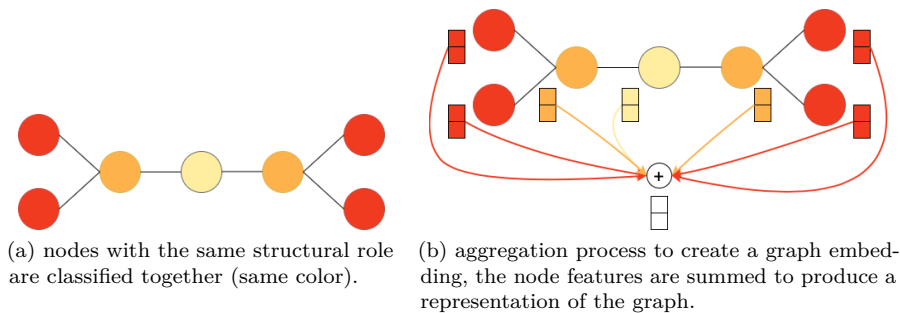 +
(a) nodes with the same structural role
are classified together (same color).
(b) aggregation process to create a graph embed-
ding, the node features are summed to produce a
representation of the graph.